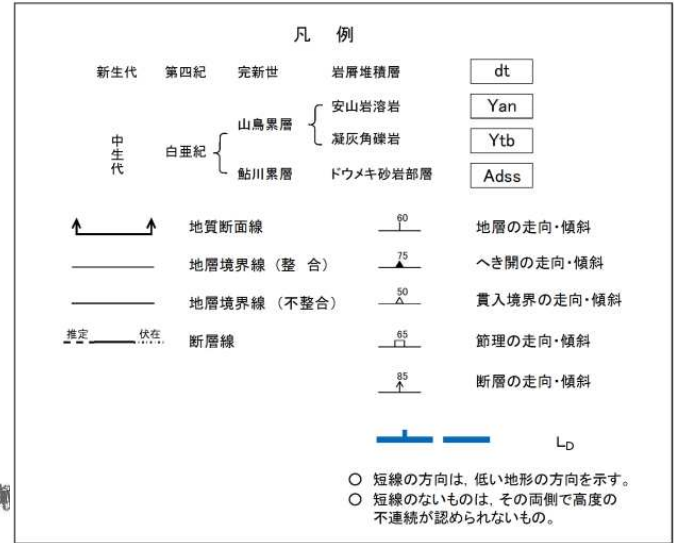 凡 例
新生代 第四紀 完新世 岩屑堆積層 dt
中生代 白亜紀 山鳥累層 安山岩溶岩 Yan
凝灰角礫岩 Ytb
鮎川累層 ドウメキ砂岩部層 Adss
地質断面線 60 地層の走向・傾斜
地層境界線（整 合） 75 へき開の走向・傾斜
地層境界線（不整合） 50 貫入境界の走向・傾斜
推定 伏在 断層線 65 節理の走向・傾斜
85 断層の走向・傾斜
LD
○ 短線の方向は，低い地形の方向を示す。
○ 短線のないものは，その両側で高度の
不連続が認められないもの。